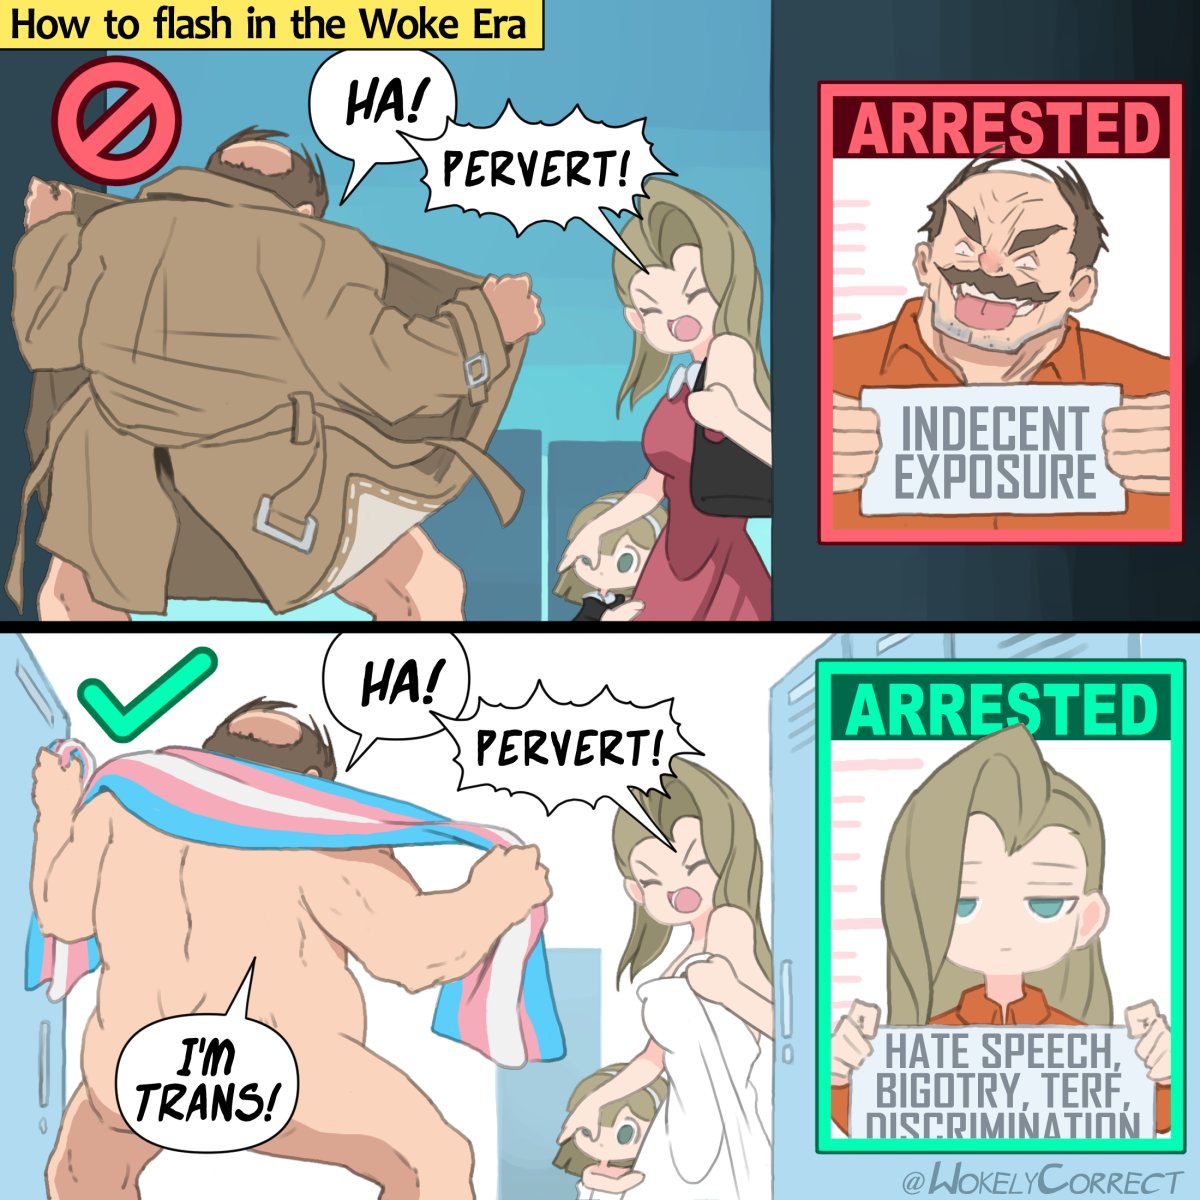 How to flash in the Woke Era
HA!
PERVERT!
ARRESTED
INDECENT
EXPOSURE
HA!
PERVERT!
I'M
TRANS!
ARRESTED
HATE SPEECH,
BIGOTRY, TERF,
DISCRIMINATION
@WOKELYCORRECT